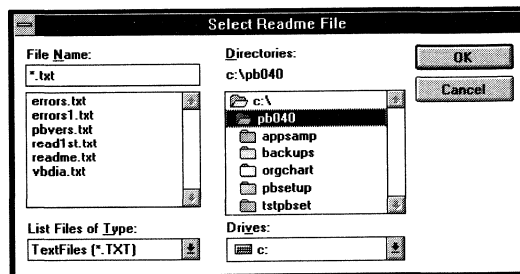 Select Readme File
File Name:
*.txt
errors.txt
errors1.txt
pbvers.txt
read1st.txt
readme.txt
vbdia.txt
List Files of Type:
TextFiles (*.TXT)
Directories:
c:\pb040
c:\
pb040
appsamp
backups
orgchart
pbsetup
tstpbset
Drives:
c:
OK
Cancel